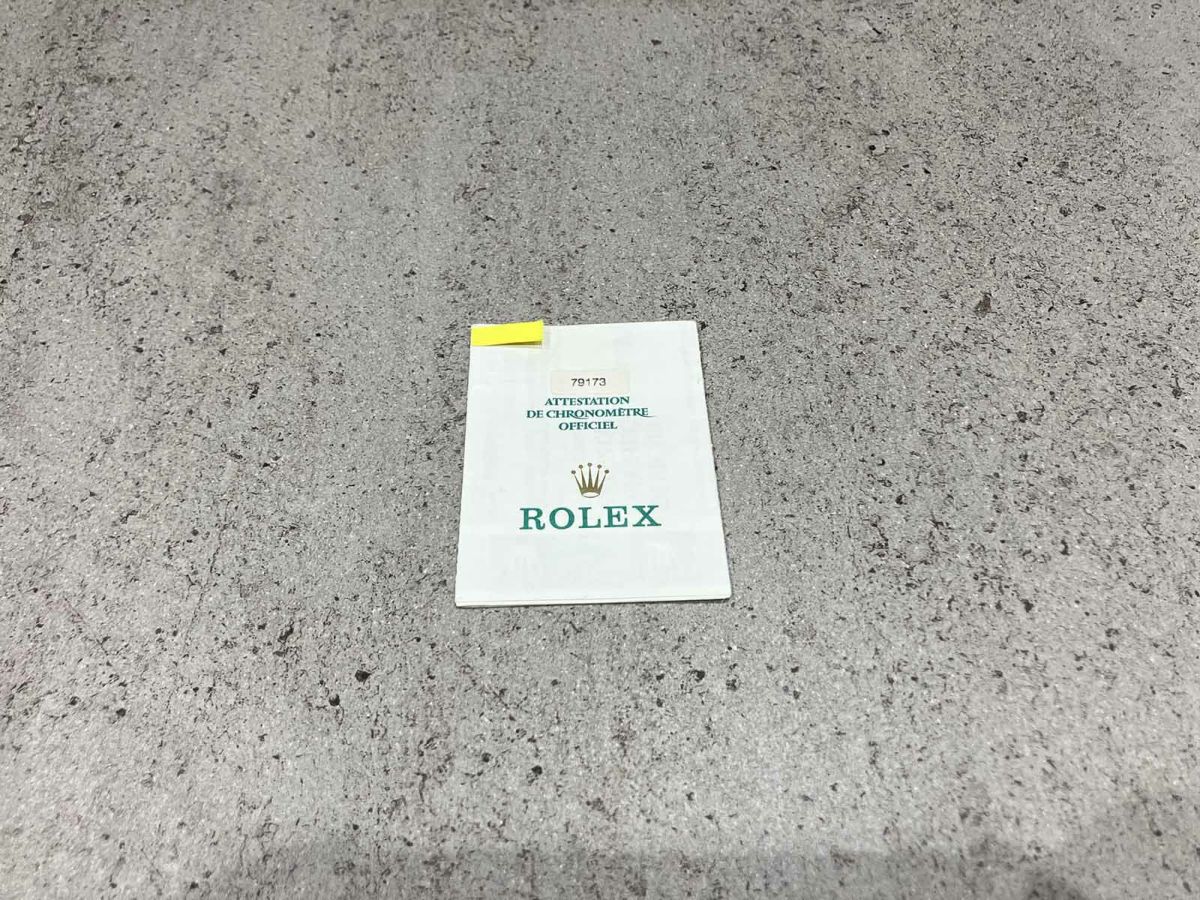 79173
ATTESTATION
DE CHRONOMÈTRE
OFFICIEL
ROLEX